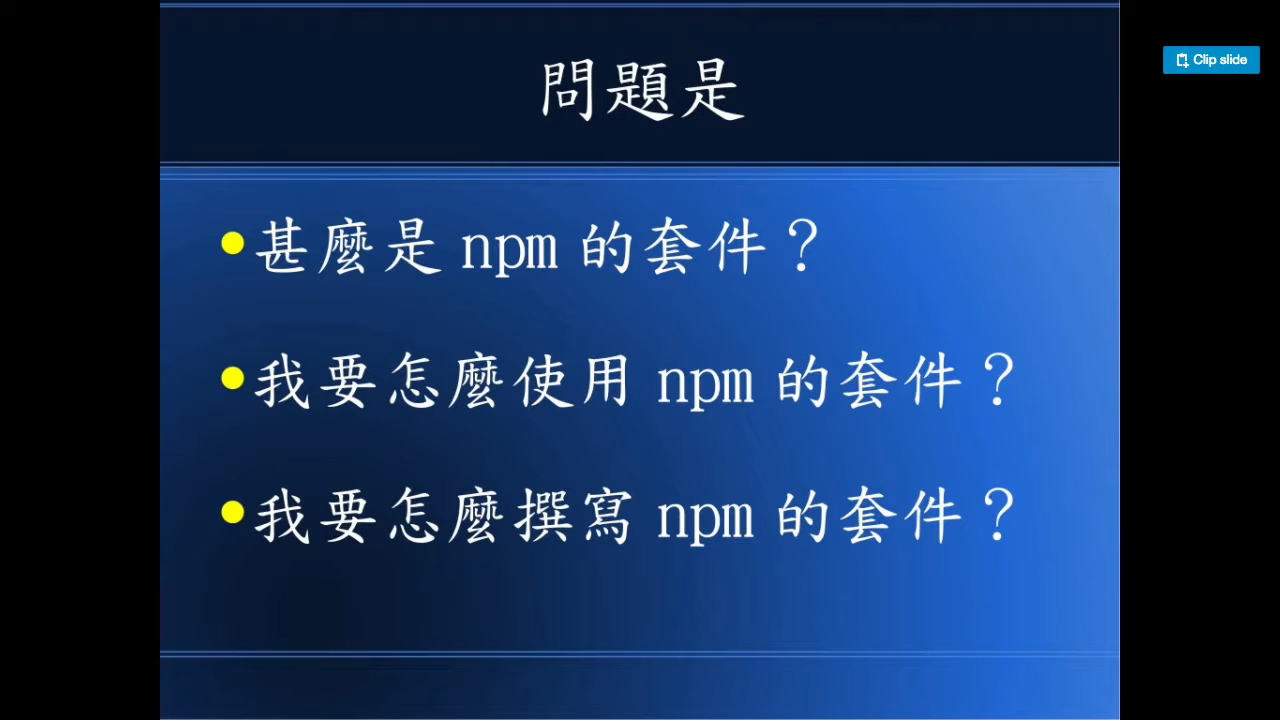 問題是
Clip slide
•甚麼是 npm 的套件？
•我要怎麼使用 npm 的套件？
•我要怎麼撰寫 npm 的套件？